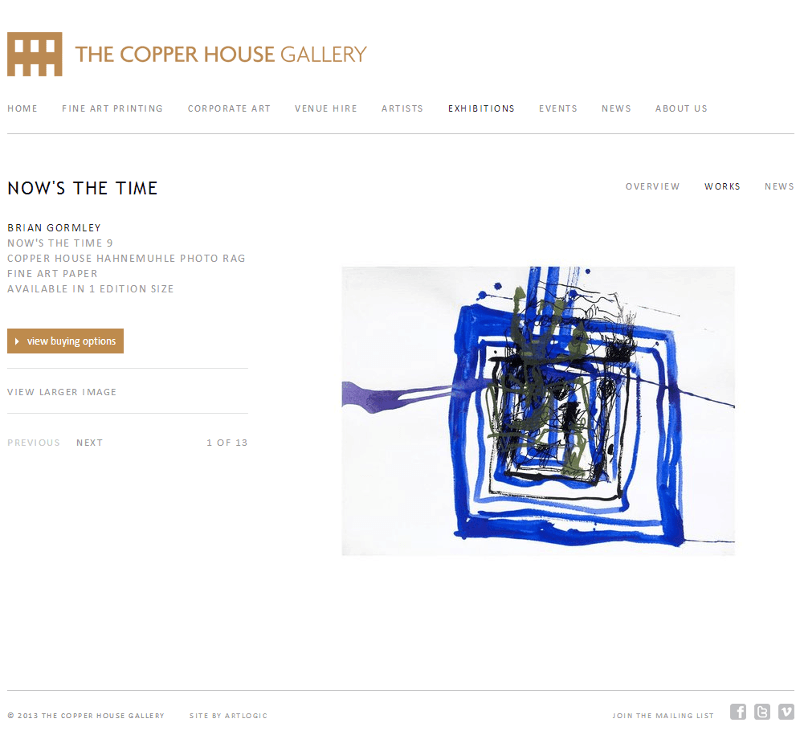 THE COPPER HOUSE GALLERY
HOME FINE ART PRINTING CORPORATE ART VENUE HIRE ARTISTS EXHIBITIONS EVENTS NEWS ABOUT US
NOW'S THE TIME
OVERVIEW WORKS NEWS
BRIAN GORMLEY
NOW'S THE TIME 9
COPPER HOUSE HAHNEMUHLE PHOTO RAG
FINE ART PAPER
AVAILABLE IN 1 EDITION SIZE
view buying options
VIEW LARGER IMAGE
PREVIOUS NEXT 1 OF 13
© 2013 THE COPPER HOUSE GALLERY SITE BY ARTLOGIC JOIN THE MAILING LIST